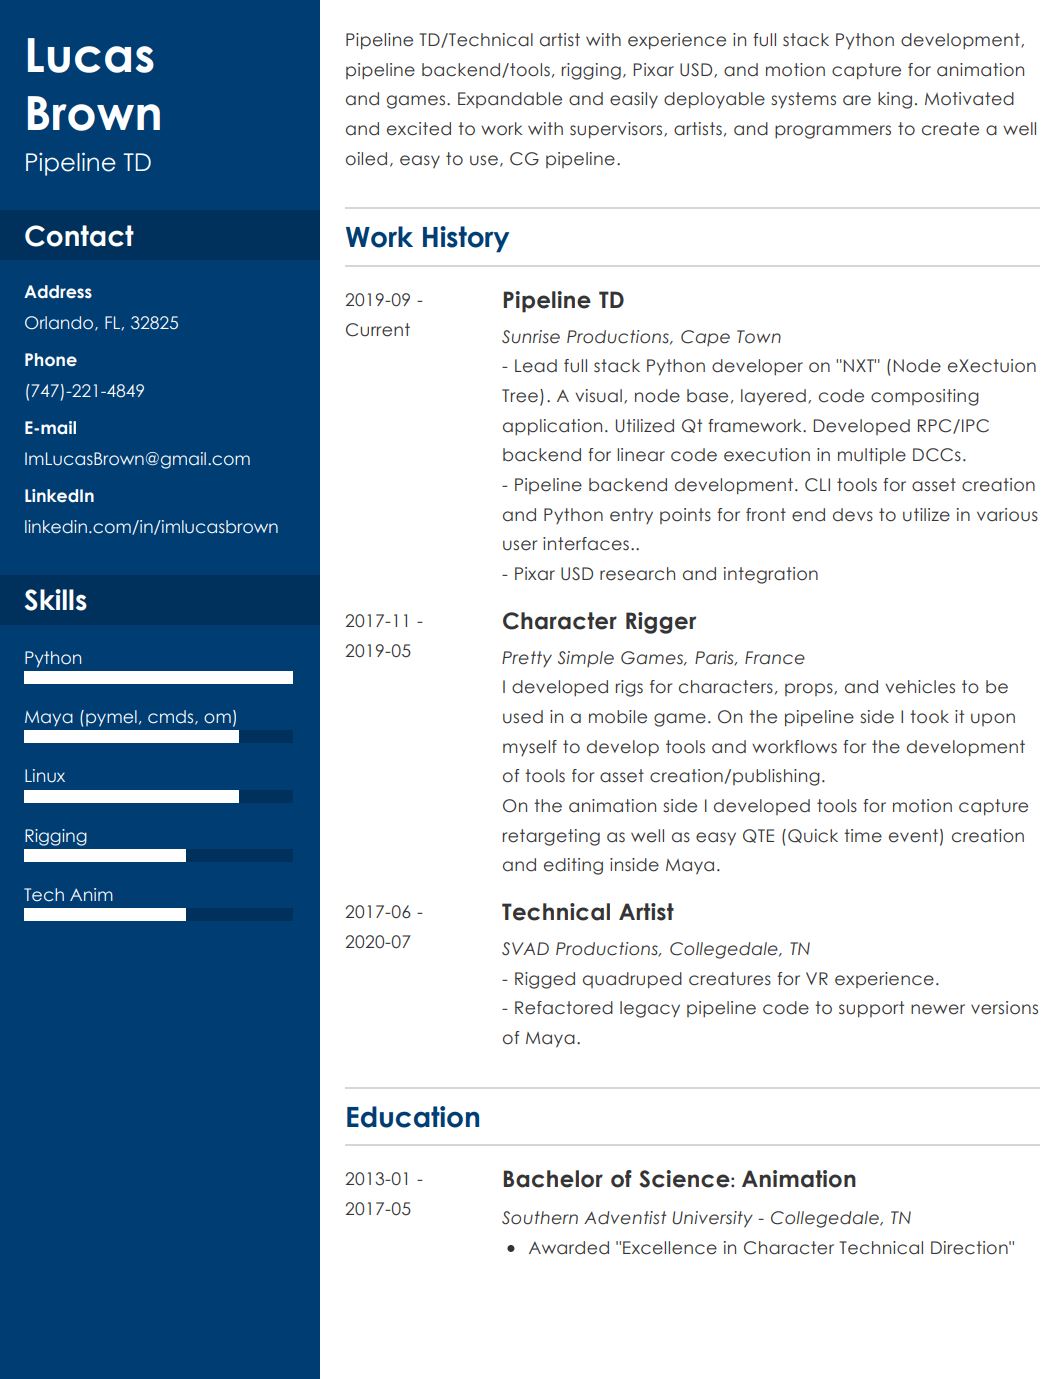 Lucas
Brown
Pipeline TD
Contact
Address
Orlando, FL, 32825
Phone
(747)-221-4849
E-mail
ImLucasBrown@gmail.com
LinkedIn
linkedin.com/in/imlucasbrown
Skills
Python
Maya (pymel, cmds, om)
Linux
Rigging
Tech Anim
Pipeline TD/Technical artist with experience in full stack Python development,
pipeline backend/tools, rigging, Pixar USD, and motion capture for animation
and games. Expandable and easily deployable systems are king. Motivated
and excited to work with supervisors, artists, and programmers to create a well
oiled, easy to use, CG pipeline.
Work History
2019-09 -
Current
Pipeline TD
Sunrise Productions, Cape Town
- Lead full stack Python developer on "NXT" (Node eXectuion
Tree). A visual, node base, layered, code compositing
application. Utilized Qt framework. Developed RPC/IPC
backend for linear code execution in multiple DCCs.
- Pipeline backend development. CLI tools for asset creation
and Python entry points for front end devs to utilize in various
user interfaces..
- Pixar USD research and integration
2017-11 -
2019-05
Character Rigger
Pretty Simple Games, Paris, France
I developed rigs for characters, props, and vehicles to be
used in a mobile game. On the pipeline side I took it upon
myself to develop tools and workflows for the development
of tools for asset creation/publishing.
On the animation side I developed tools for motion capture
retargeting as well as easy QTE (Quick time event) creation
and editing inside Maya.
2017-06 -
2020-07
Technical Artist
SVAD Productions, Collegedale, TN
- Rigged quadruped creatures for VR experience.
- Refactored legacy pipeline code to support newer versions
of Maya.
Education
2013-01 -
2017-05
Bachelor of Science: Animation
Southern Adventist University - Collegedale, TN
• Awarded "Excellence in Character Technical Direction"